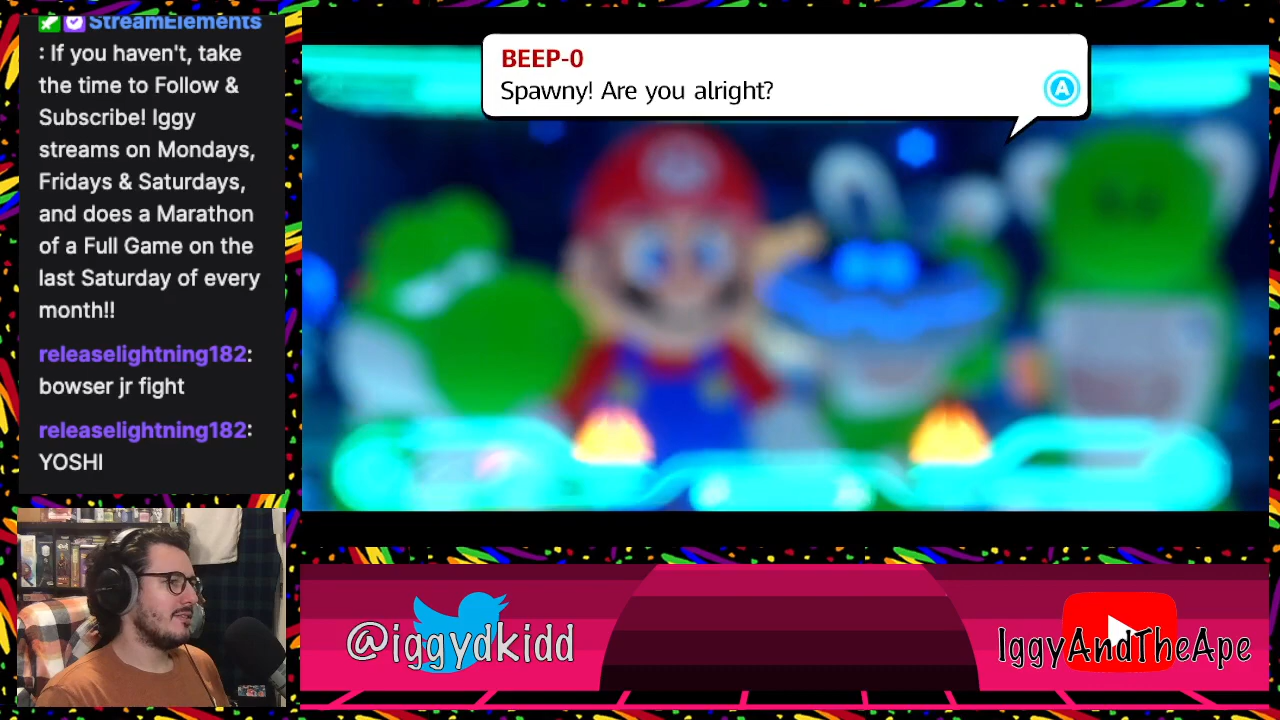 StreamElements
: If you haven't, take
the time to Follow &
Subscribe! Iggy
streams on Mondays,
Fridays & Saturdays,
and does a Marathon
of a Full Game on the
last Saturday of every
month!!
releaselightning182:
bowser jr fight
releaselightning182:
YOSHI
BEEP-0
Spawny! Are you alright?
A
@iggydkidd
IggyAndTheApe